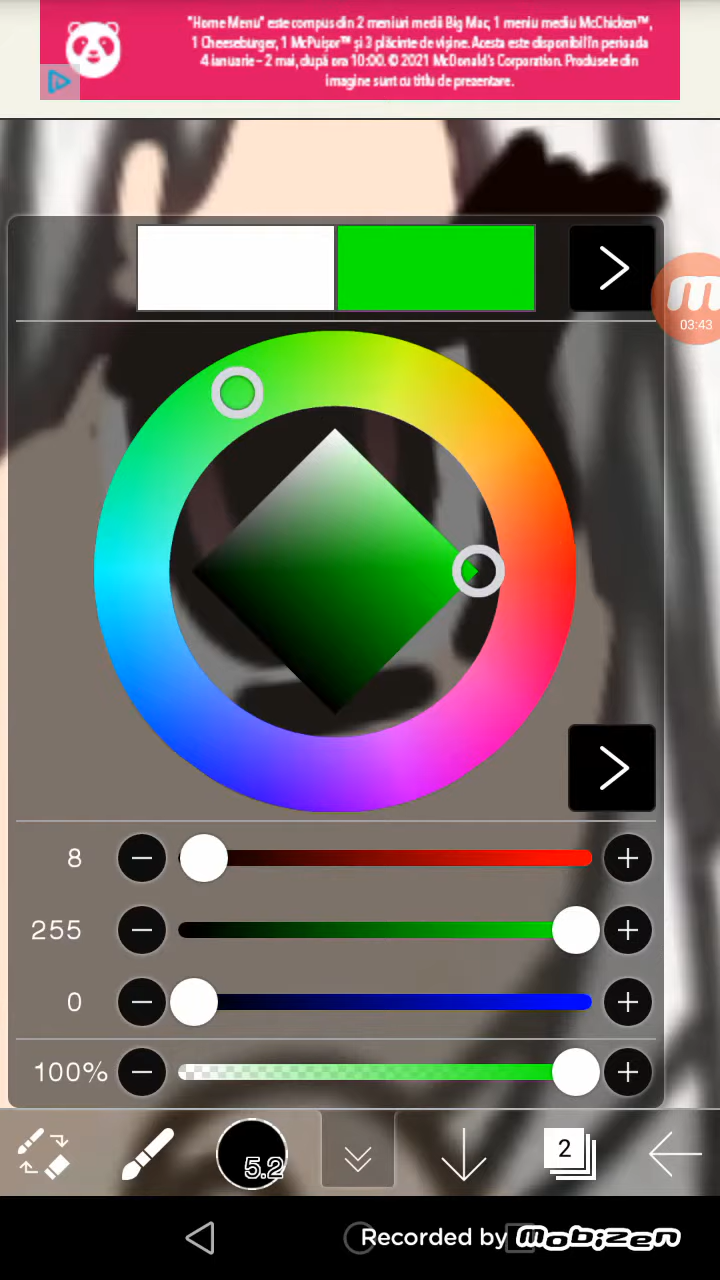 "Home Menu" este compus din 2 meniuri medii Big Mac, 1 meniu mediu McChicken™,
1 Cheeseburger, 1 McPuișor™ și 3 plăcinte de vișine. Acesta este disponibil în perioada
4 ianuarie – 2 mai, după ora 10:00. © 2021 McDonald's Corporation. Produsele din
imagine sunt cu titlu de prezentare.
03:43
8
255
0
100%
5.2
2
Recorded by mobizen